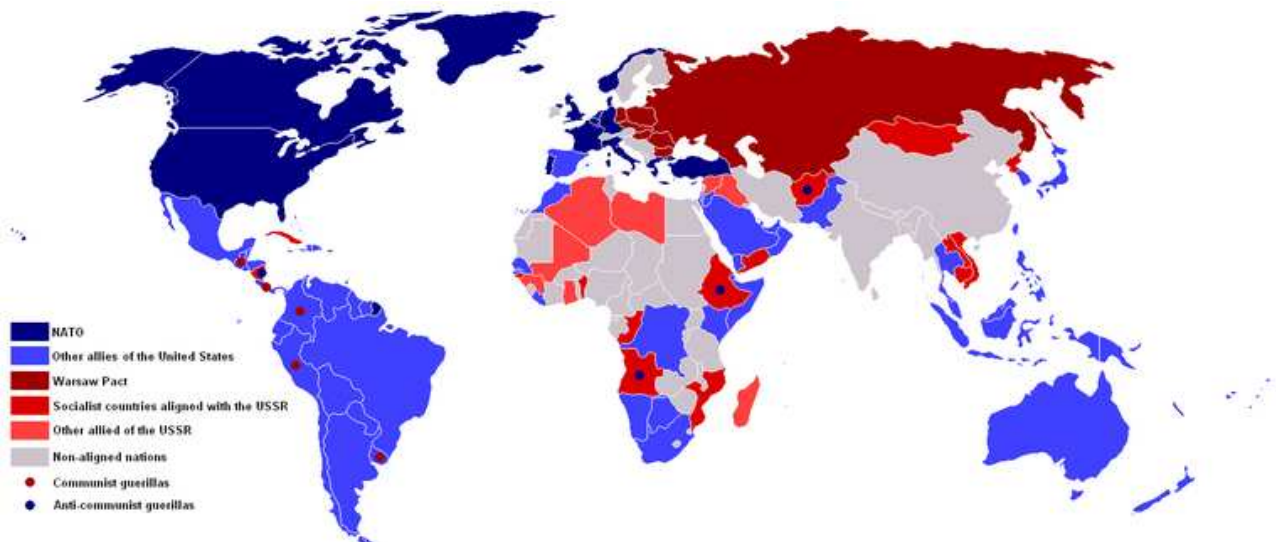 NATO
Other allies of the United States
Warsaw Pact
Socialist countries aligned with the USSR
Other allied of the USSR
Non-aligned nations
Communist guerillas
Anti-communist guerillas